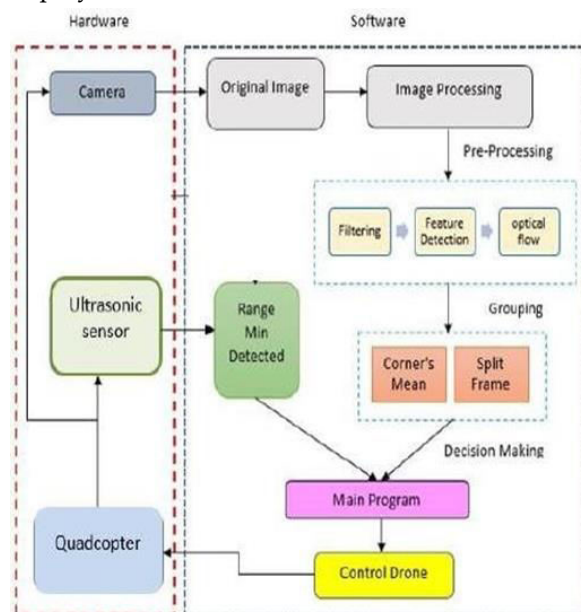 Hardware
Software
Camera
Original Image
Image Processing
Pre-Processing
Filtering
Feature
Detection
optical
flow
Grouping
Ultrasonic
sensor
Range
Min
Detected
Corner's
Mean
Split
Frame
Decision Making
Main Program
Quadcopter
Control Drone